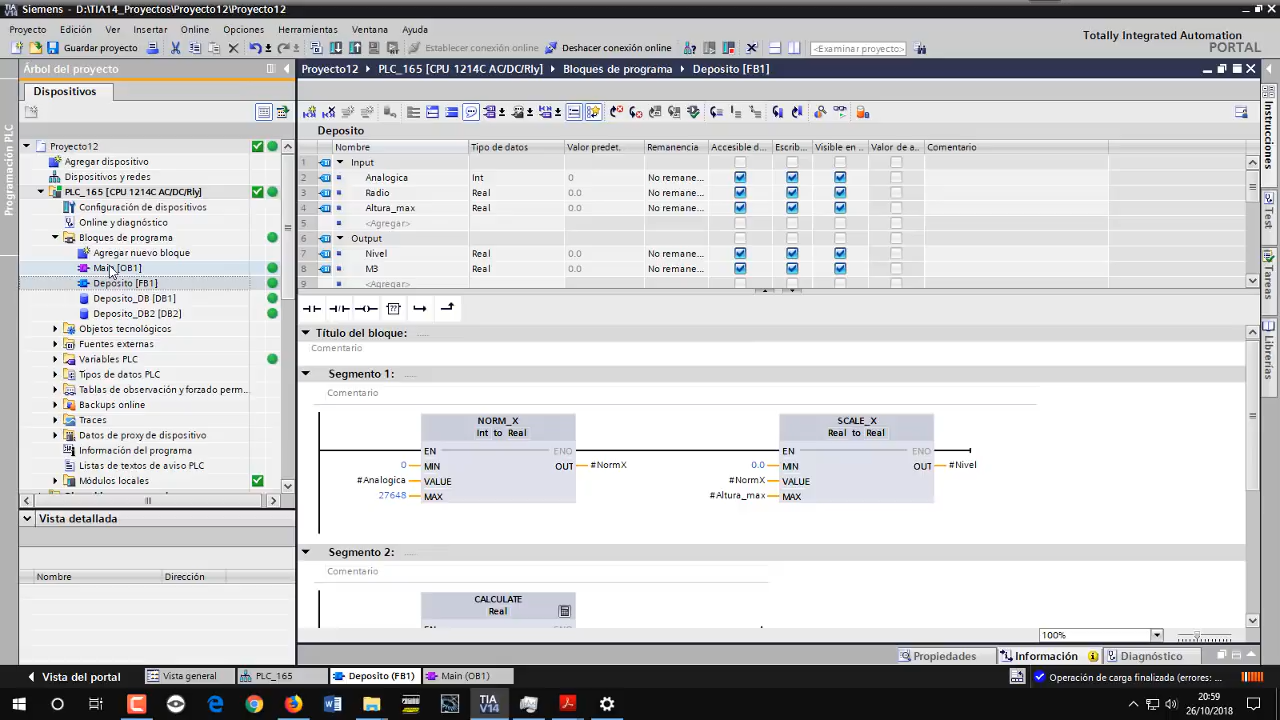 Siemens - D:\TIA14_Proyectos\Proyecto12\Proyecto12
Proyecto Edición Ver Insertar Online Opciones Herramientas Ventana Ayuda
Totally Integrated Automation
PORTAL
Guardar proyecto Establecer conexión online Deshacer conexión online <Examinar proyecto>
Árbol del proyecto
Proyecto12 PLC_165 [CPU 1214C AC/DC/Rly] Bloques de programa Deposito [FB1]
Dispositivos
Programación PLC
Proyecto12
Agregar dispositivo
Dispositivos y redes
PLC_165 [CPU 1214C AC/DC/Rly]
Configuración de dispositivos
Online y diagnóstico
Bloques de programa
Agregar nuevo bloque
Main [OB1]
Deposito [FB1]
Deposito_DB [DB1]
Deposito_DB2 [DB2]
Objetos tecnológicos
Fuentes externas
Variables PLC
Tipos de datos PLC
Tablas de observación y forzado perm...
Backups online
Traces
Datos de proxy de dispositivo
Información del programa
Listas de textos de aviso PLC
Módulos locales
Vista detallada
Nombre Dirección
Deposito
Nombre Tipo de datos Valor predet. Remanencia Accesible d... Escrib... Visible en .. Valor de a.. Comentario
1 Input
2 Analogica Int 0 No remane...
3 Radio Real 0.0 No remane...
4 Altura_max Real 0.0 No remane...
5 <Agregar>
6 Output
7 Nivel Real 0.0 No remane...
8 M3 Real 0.0 No remane...
9 <Agregar>
??
Título del bloque: .....
Comentario
Segmento 1: .....
Comentario
NORM_X
Int to Real
EN ENO
0 MIN OUT #NormX
#Analogica VALUE
27648 MAX
SCALE_X
Real to Real
EN ENO
0.0 MIN OUT #Nivel
#NormX VALUE
#Altura_max MAX
Segmento 2: .....
Comentario
CALCULATE
Real
100%
Propiedades Información Diagnóstico
Instrucciones
Test
Tareas
Librerías
Vista del portal Vista general PLC_165 Deposito (FB1) Main (OB1) Operación de carga finalizada (errores: ...
TIA
V14
20:59
26/10/2018